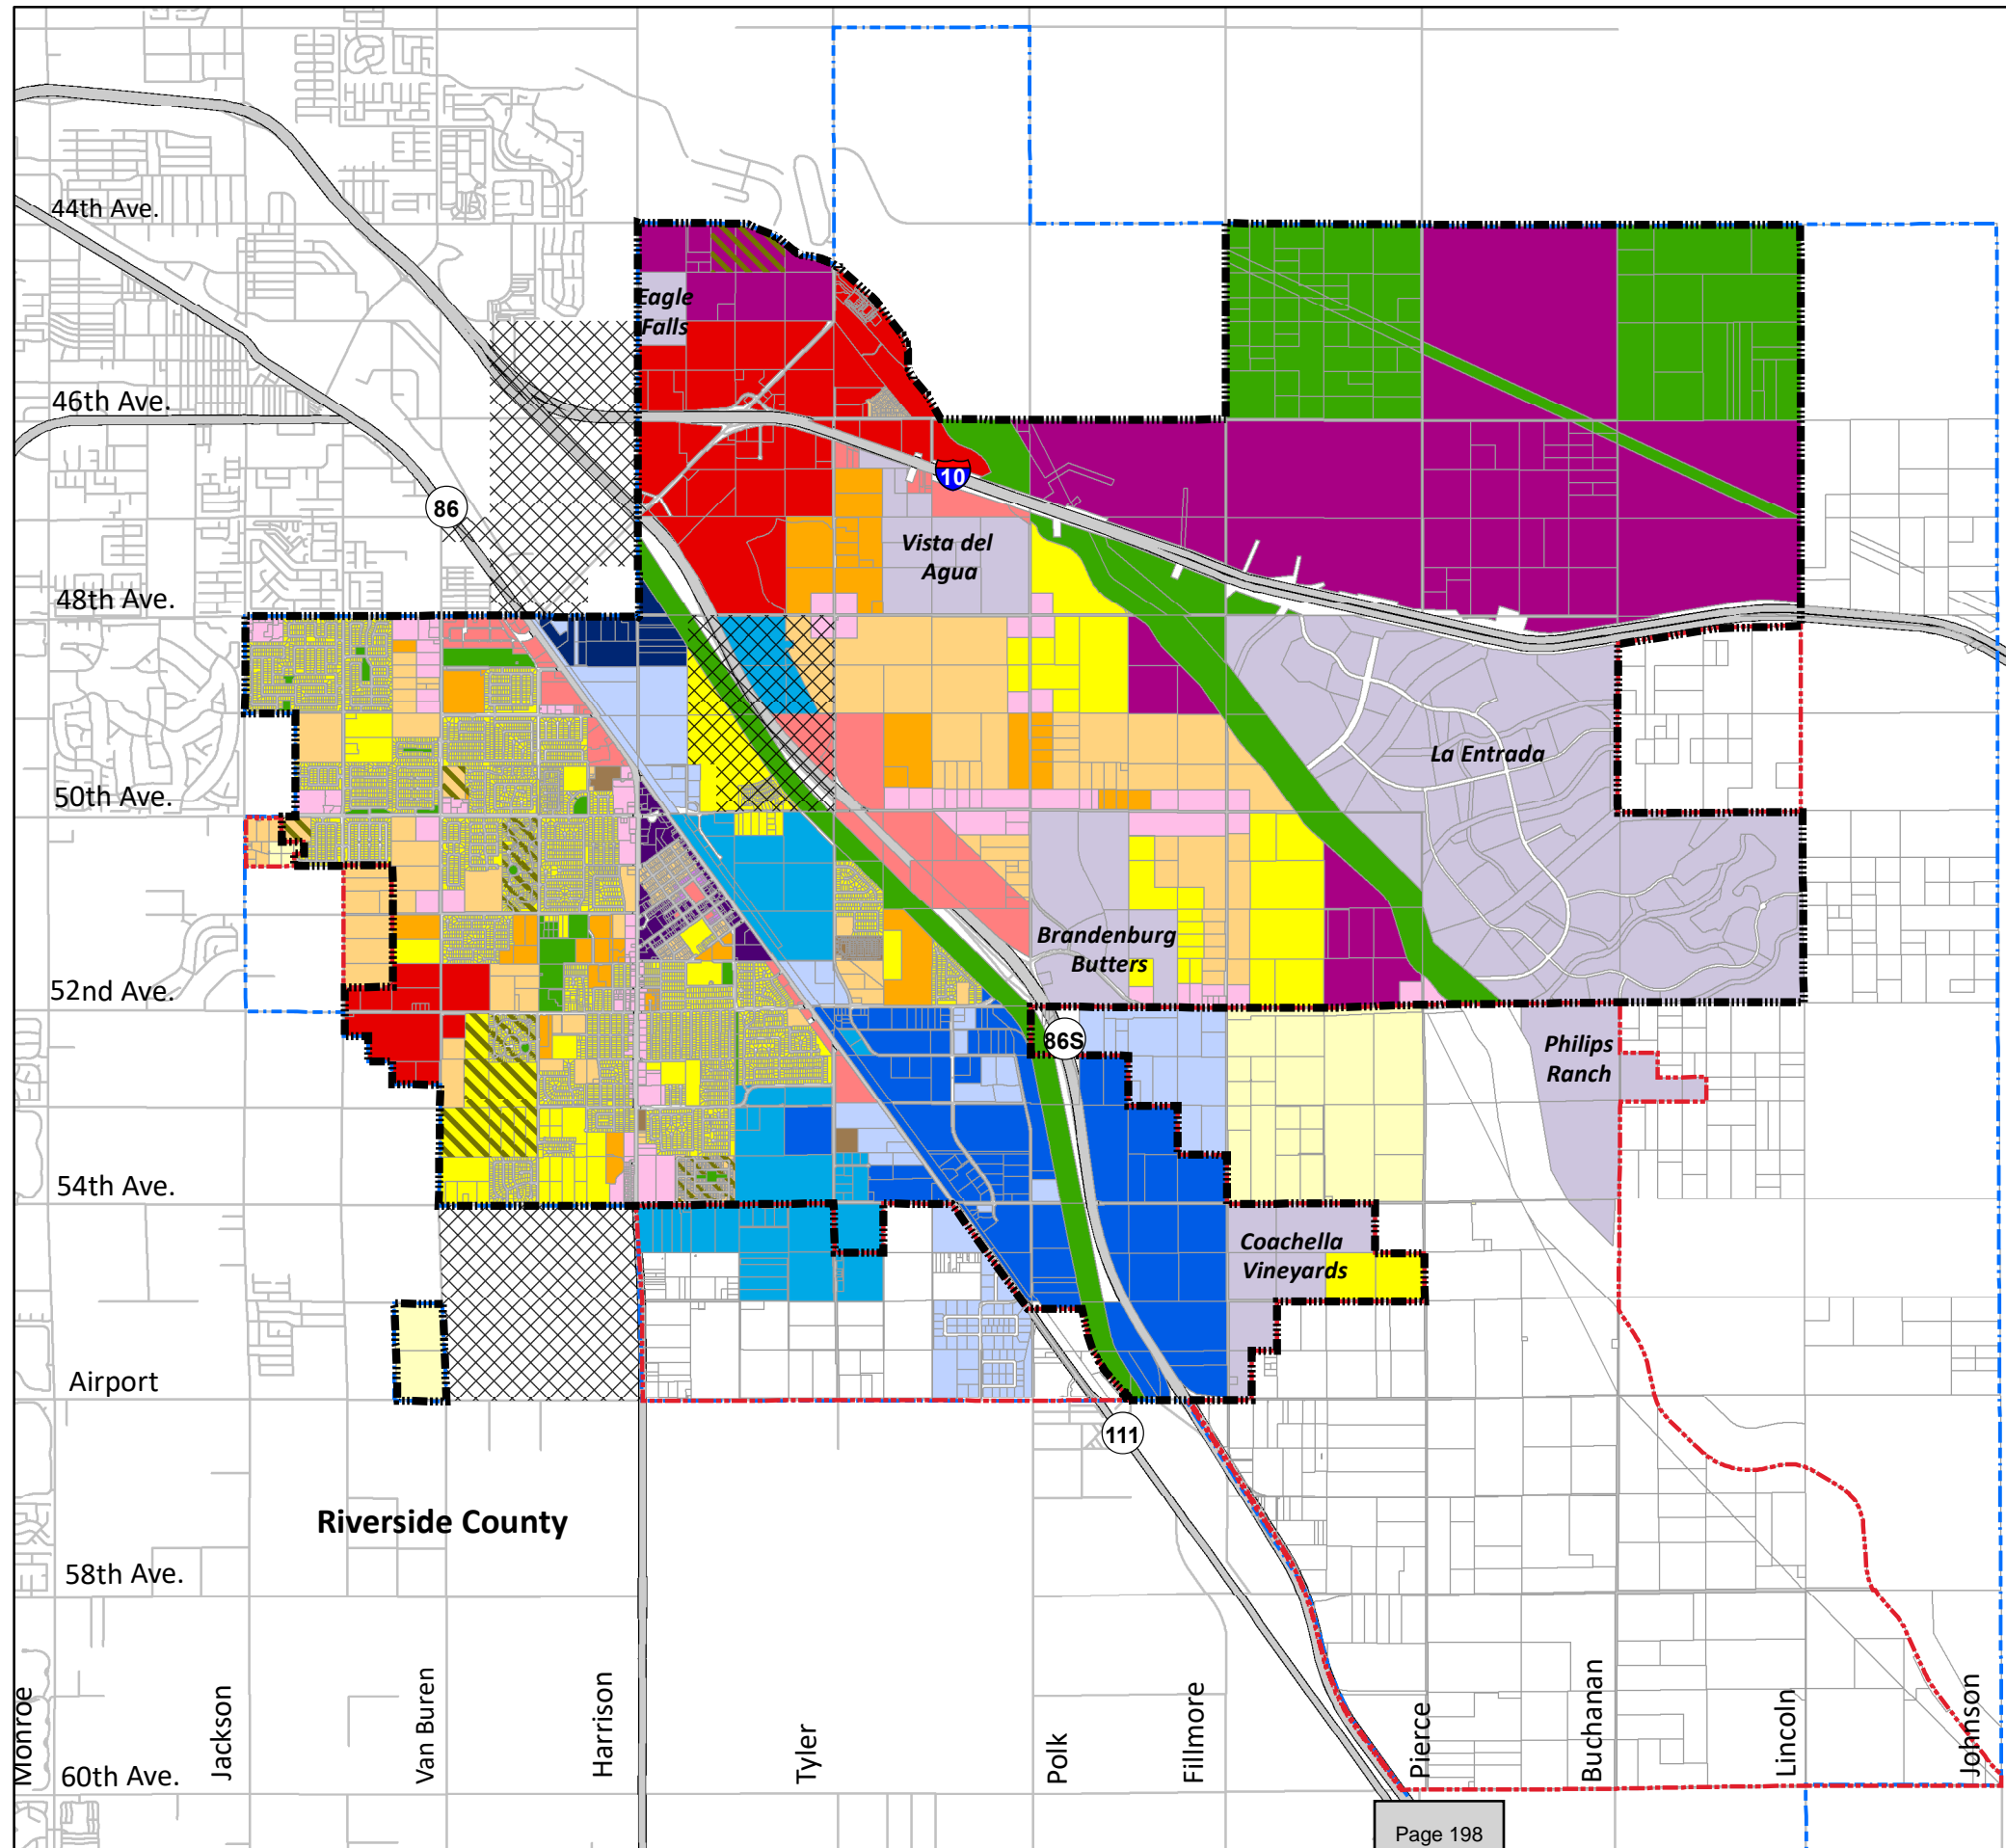 44th Ave.
Eagle
Falls
46th Ave.
10
86
Vista del
Agua
48th Ave.
La Entrada
50th Ave.
Brandenburg
Butters
52nd Ave.
86S
Philips
Ranch
54th Ave.
Coachella
Vineyards
Airport
111
Riverside County
58th Ave.
Monroe
Jackson
Van Buren
Harrison
Tyler
Polk
Fillmore
Pierce
Buchanan
Lincoln
Johnson
60th Ave.
Page 198